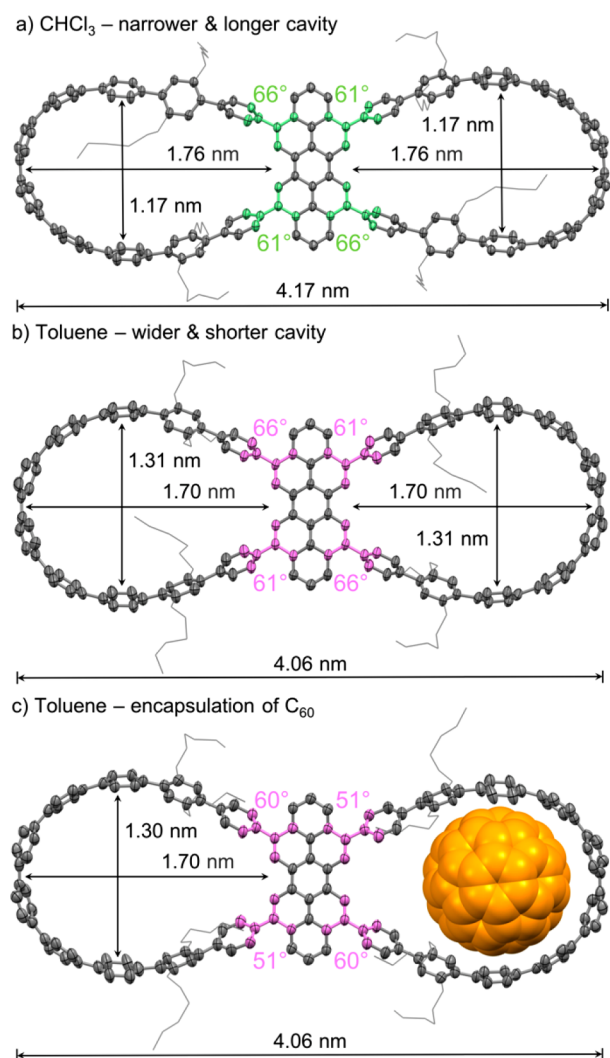 a) CHCl₃ – narrower & longer cavity
66° 61°
1.17 nm
1.76 nm 1.76 nm
1.17 nm
61° 66°
4.17 nm
b) Toluene – wider & shorter cavity
66° 61°
1.31 nm
1.70 nm 1.70 nm
1.31 nm
61° 66°
4.06 nm
c) Toluene – encapsulation of C₆₀
60° 51°
1.30 nm
1.70 nm
51° 60°
4.06 nm